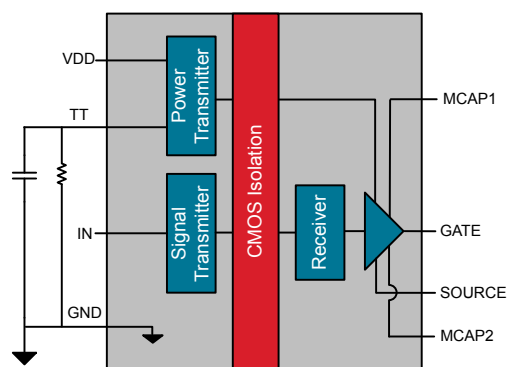 VDD
TT
IN
GND
Power
Transmitter
Signal
Transmitter
CMOS Isolation
Receiver
MCAP1
GATE
SOURCE
MCAP2